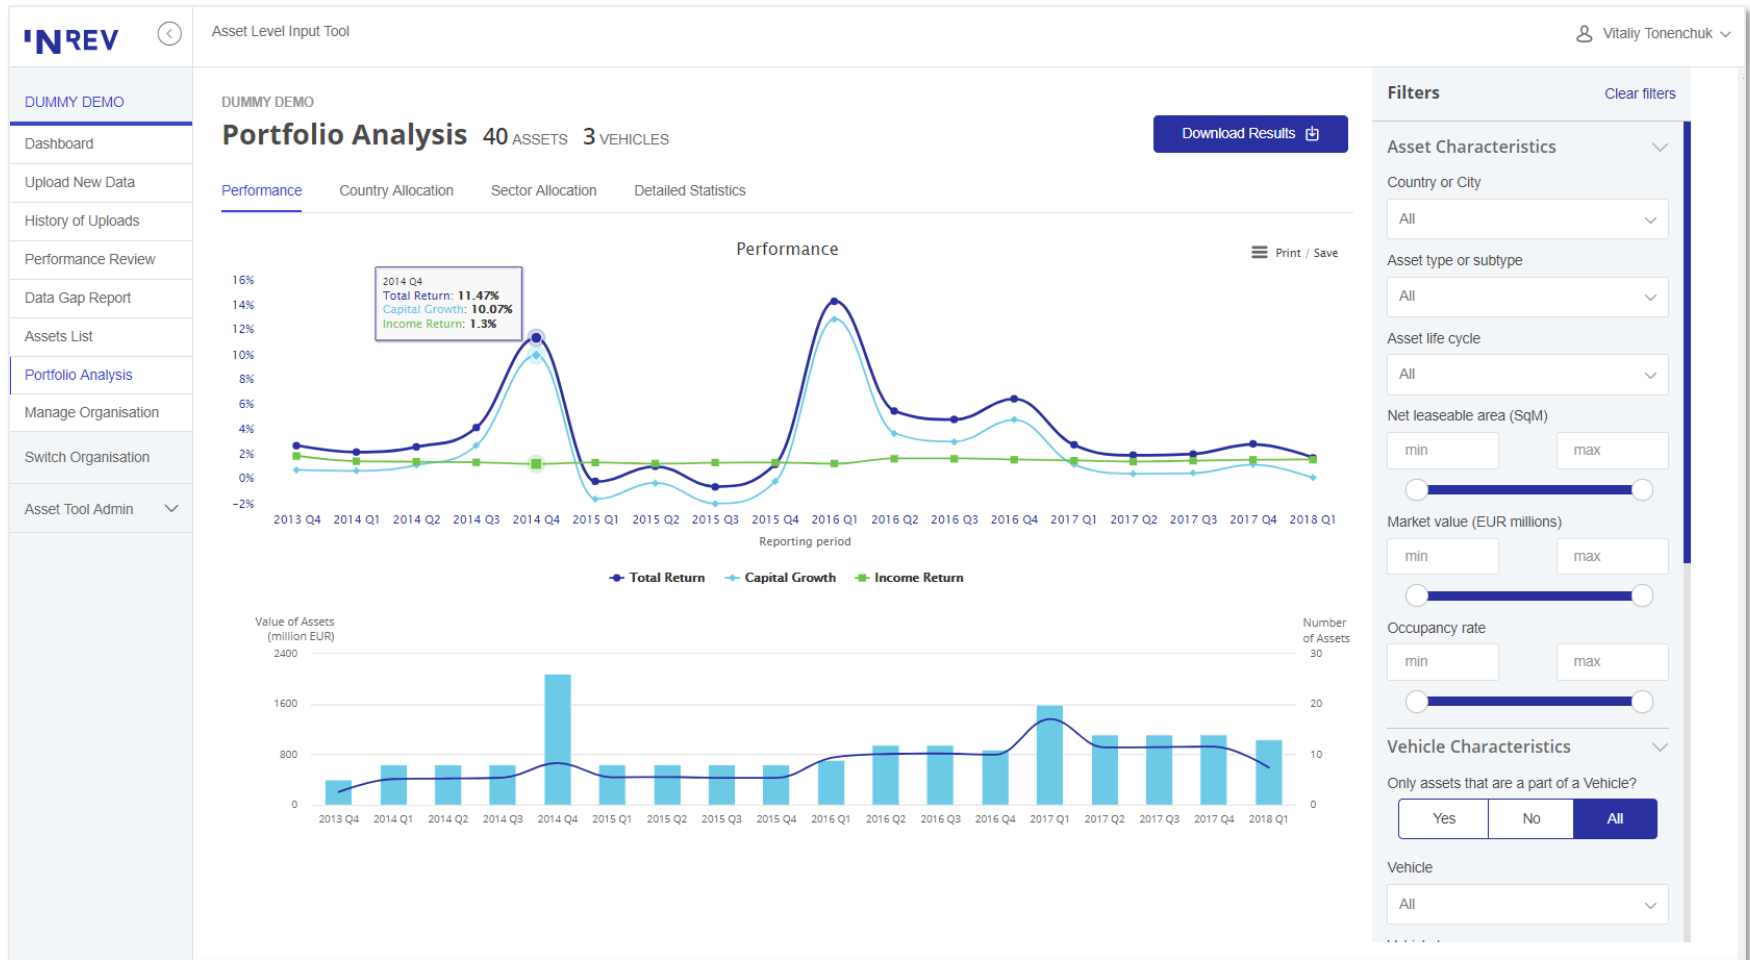 INREV
Asset Level Input Tool
Vitaliy Tonenchuk
DUMMY DEMO
Dashboard
Upload New Data
History of Uploads
Performance Review
Data Gap Report
Assets List
Portfolio Analysis
Manage Organisation
Switch Organisation
Asset Tool Admin
DUMMY DEMO
Portfolio Analysis 40 ASSETS 3 VEHICLES
Download Results
Performance Country Allocation Sector Allocation Detailed Statistics
Performance
Print / Save
16%
14%
12%
10%
8%
6%
4%
2%
0%
-2%
2014 Q4
Total Return: 11.47%
Capital Growth: 10.07%
Income Return: 1.3%
2013 Q4 2014 Q1 2014 Q2 2014 Q3 2014 Q4 2015 Q1 2015 Q2 2015 Q3 2015 Q4 2016 Q1 2016 Q2 2016 Q3 2016 Q4 2017 Q1 2017 Q2 2017 Q3 2017 Q4 2018 Q1
Reporting period
Total Return Capital Growth Income Return
Value of Assets
(million EUR)
Number
of Assets
2400 30
1600 20
800 10
0 0
2013 Q4 2014 Q1 2014 Q2 2014 Q3 2014 Q4 2015 Q1 2015 Q2 2015 Q3 2015 Q4 2016 Q1 2016 Q2 2016 Q3 2016 Q4 2017 Q1 2017 Q2 2017 Q3 2017 Q4 2018 Q1
Filters Clear filters
Asset Characteristics
Country or City
All
Asset type or subtype
All
Asset life cycle
All
Net leaseable area (SqM)
min max
Market value (EUR millions)
min max
Occupancy rate
min max
Vehicle Characteristics
Only assets that are a part of a Vehicle?
Yes No All
Vehicle
All